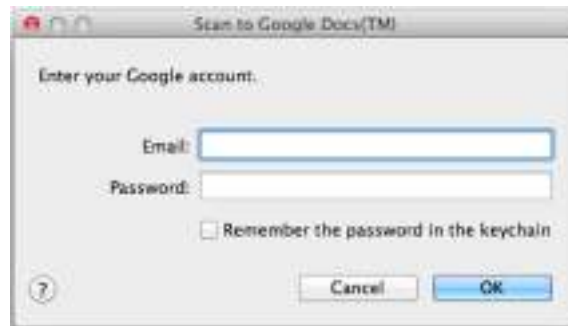 Scan to Google Docs(TM)
Enter your Google account.
Email:
Password:
Remember the password in the keychain
?
Cancel
OK